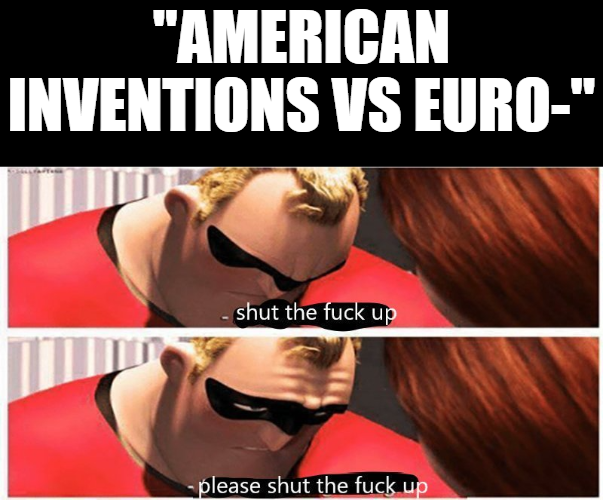 "AMERICAN
INVENTIONS VS EURO-"
- shut the fuck up
- please shut the fuck up